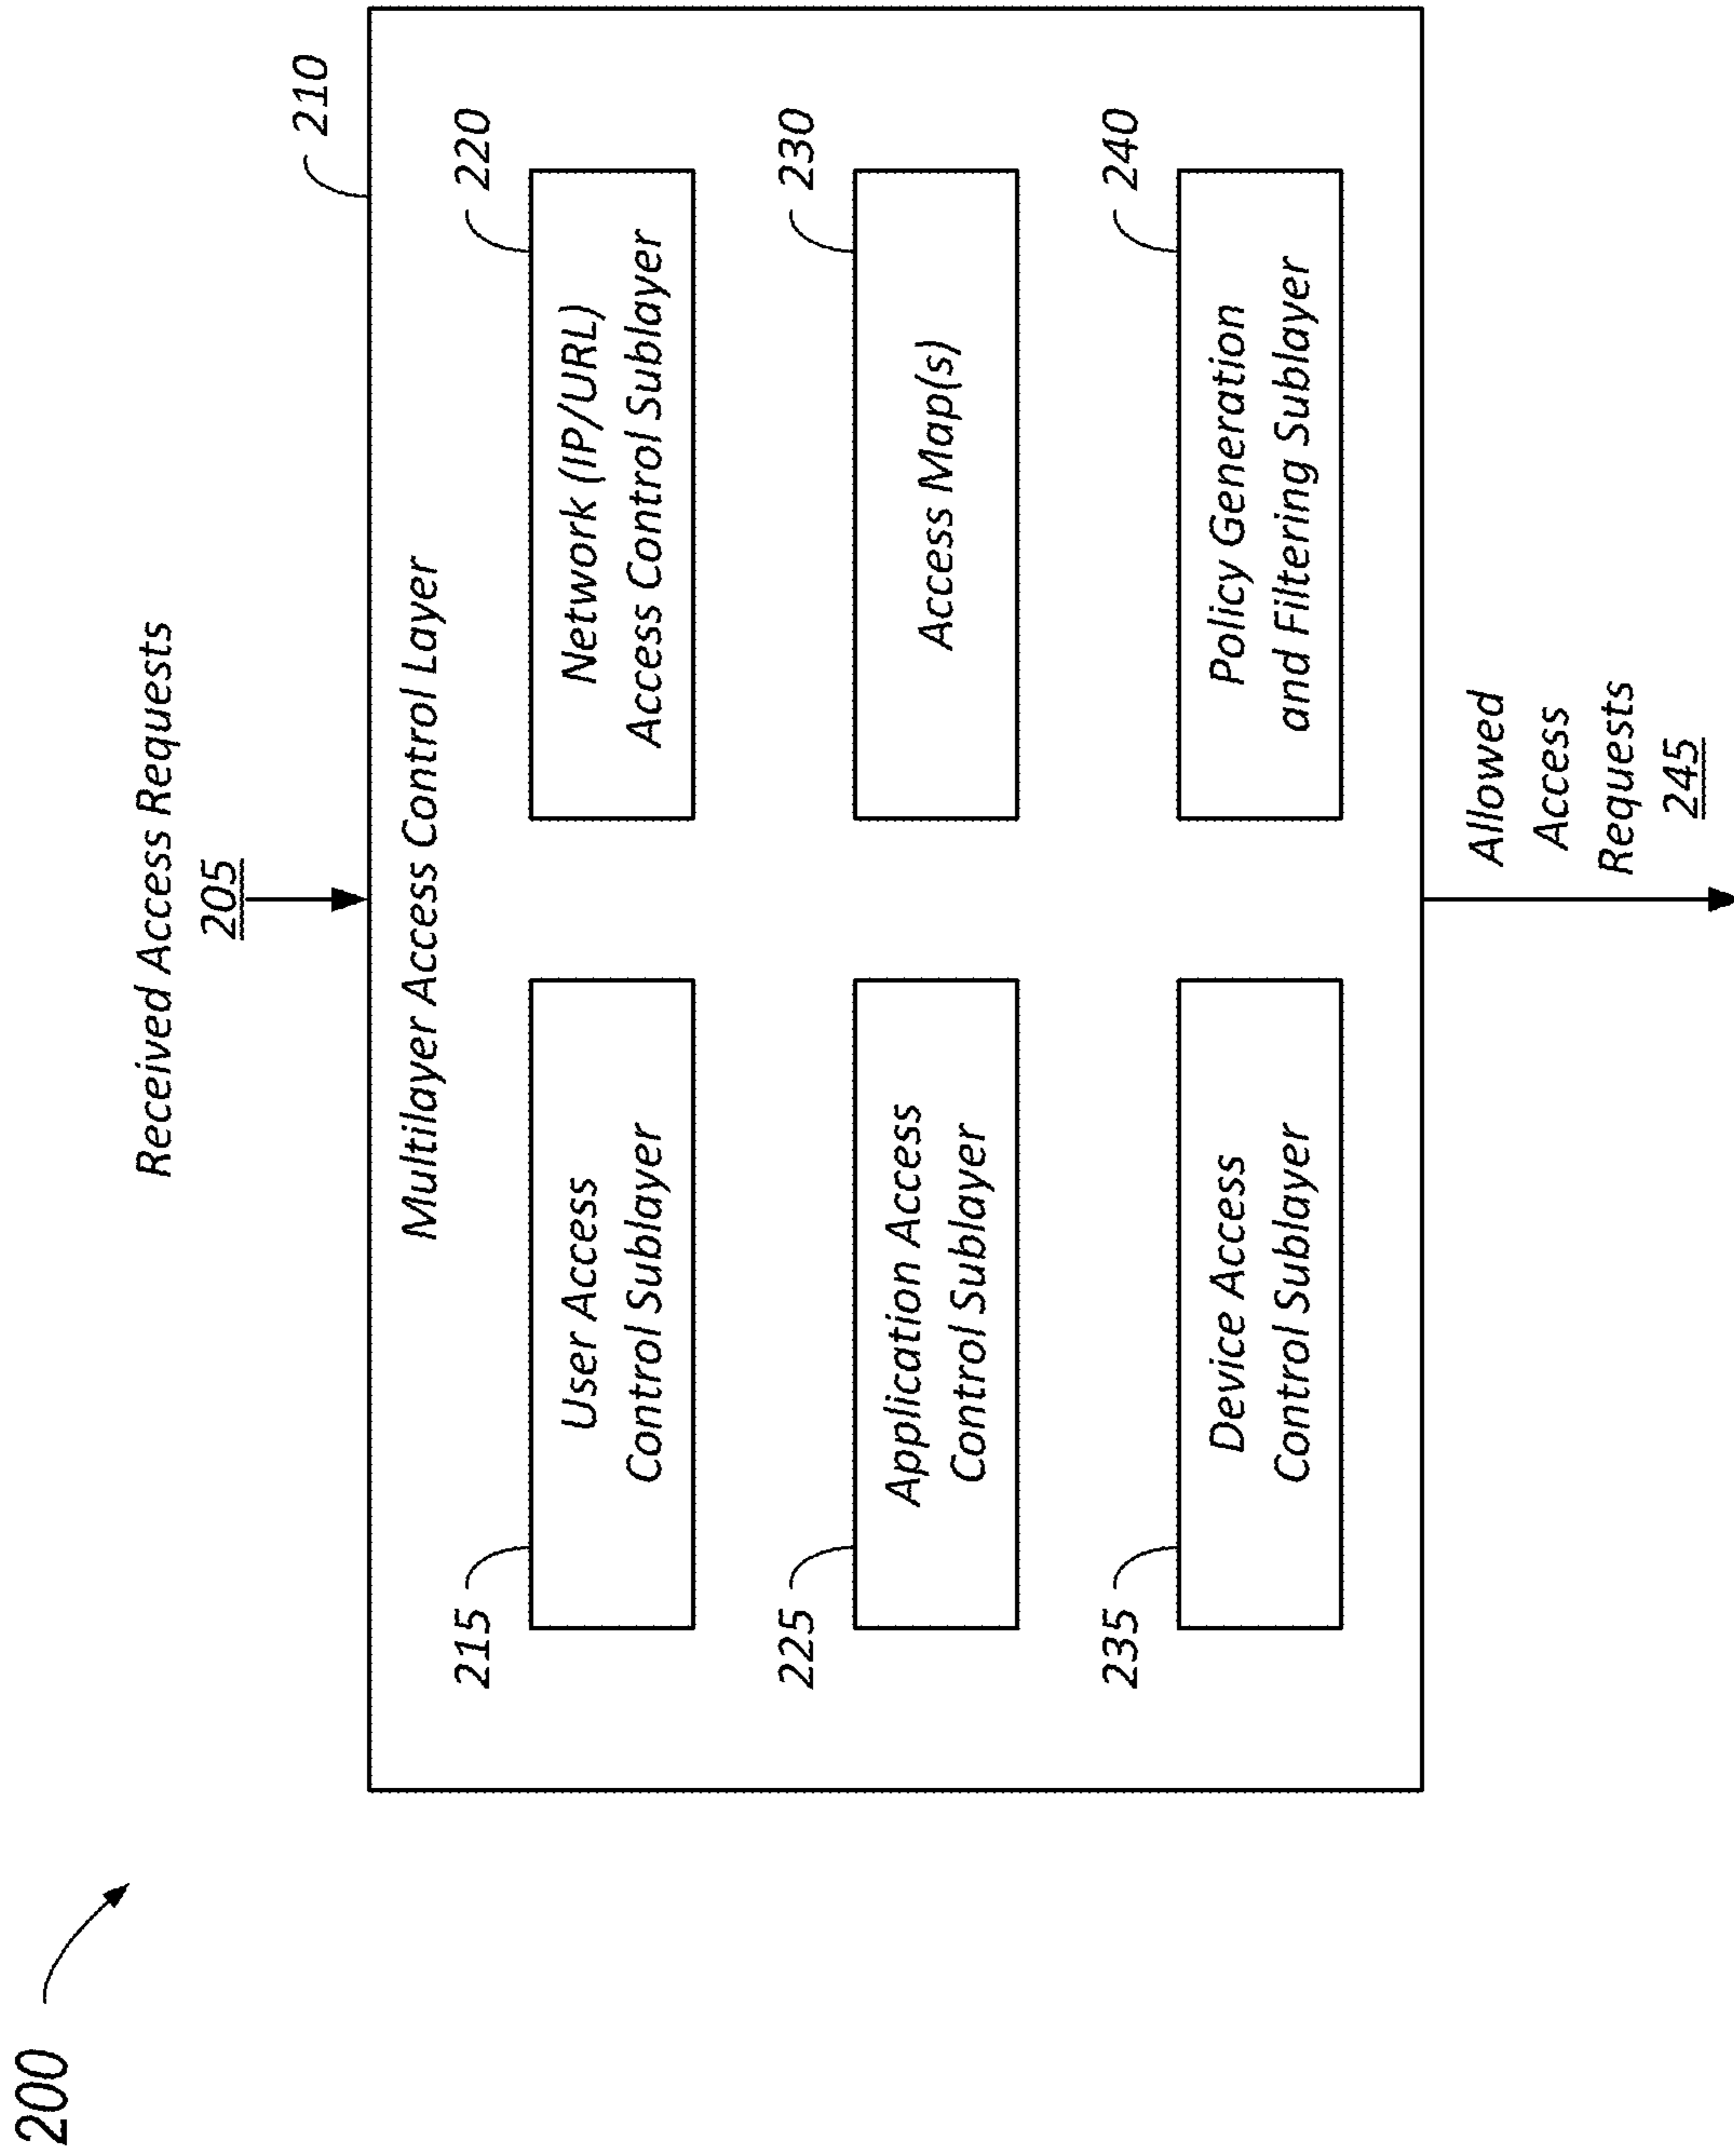 200
Received Access Requests
205
210
Multilayer Access Control Layer
215
User Access
Control Sublayer
220
Network (IP/URL)
Access Control Sublayer
225
Application Access
Control Sublayer
230
Access Map(s)
235
Device Access
Control Sublayer
240
Policy Generation
and Filtering Sublayer
Allowed
Access
Requests
245